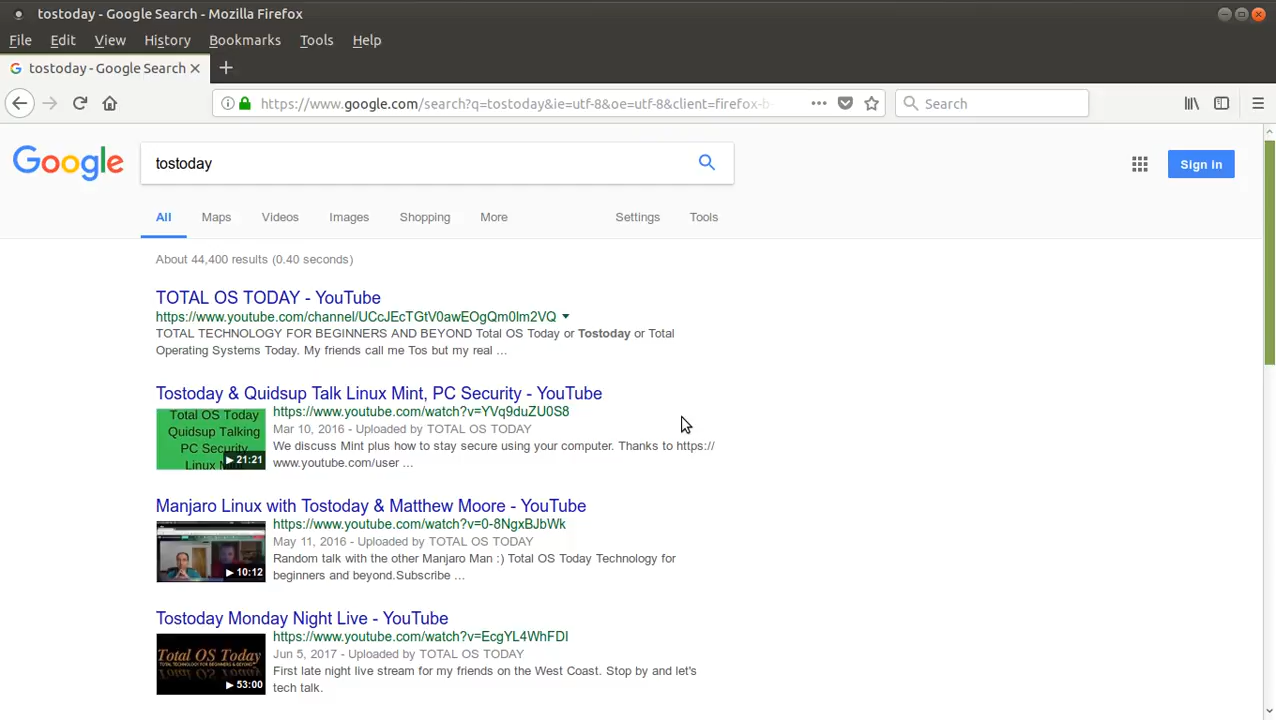 tostoday - Google Search - Mozilla Firefox
File Edit View History Bookmarks Tools Help
tostoday - Google Search
https://www.google.com/search?q=tostoday&ie=utf-8&oe=utf-8&client=firefox-b-
Search
Google
tostoday
Sign in
All Maps Videos Images Shopping More Settings Tools
About 44,400 results (0.40 seconds)
TOTAL OS TODAY - YouTube
https://www.youtube.com/channel/UCcJEcTGtV0awEOgQm0lm2VQ
TOTAL TECHNOLOGY FOR BEGINNERS AND BEYOND Total OS Today or Tostoday or Total
Operating Systems Today. My friends call me Tos but my real ...
Tostoday & Quidsup Talk Linux Mint, PC Security - YouTube
Total OS Today
Quidsup Talking
PC Security
Linux Mint
21:21
https://www.youtube.com/watch?v=YVq9duZU0S8
Mar 10, 2016 - Uploaded by TOTAL OS TODAY
We discuss Mint plus how to stay secure using your computer. Thanks to https://
www.youtube.com/user ...
Manjaro Linux with Tostoday & Matthew Moore - YouTube
10:12
https://www.youtube.com/watch?v=0-8NgxBJbWk
May 11, 2016 - Uploaded by TOTAL OS TODAY
Random talk with the other Manjaro Man :) Total OS Today Technology for
beginners and beyond.Subscribe ...
Tostoday Monday Night Live - YouTube
Total OS Today
TOTAL TECHNOLOGY FOR BEGINNERS & BEYOND
53:00
https://www.youtube.com/watch?v=EcgYL4WhFDI
Jun 5, 2017 - Uploaded by TOTAL OS TODAY
First late night live stream for my friends on the West Coast. Stop by and let's
tech talk.